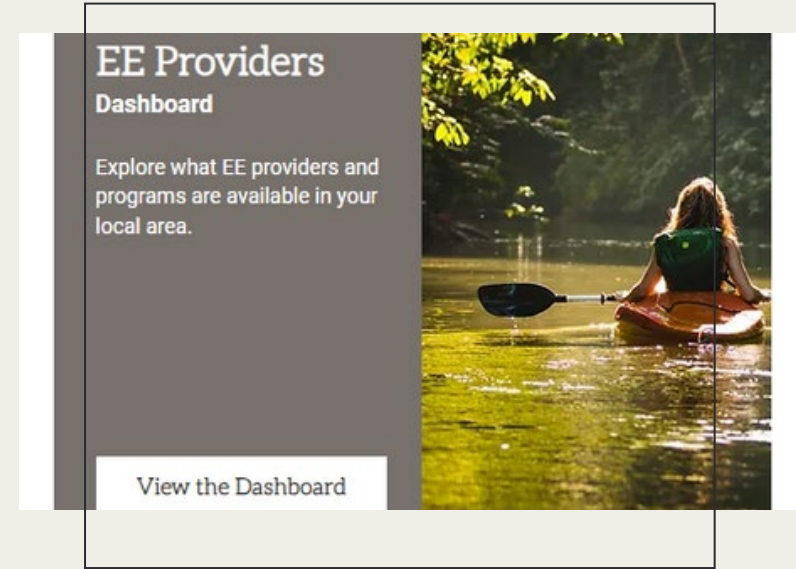 EE Providers
Dashboard
Explore what EE providers and
programs are available in your
local area.
View the Dashboard